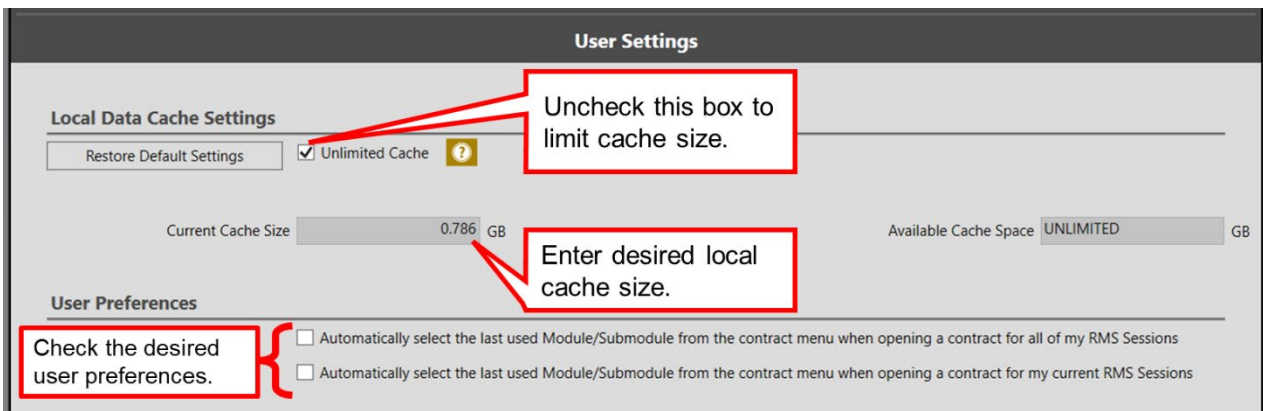 User Settings
Uncheck this box to
limit cache size.
Local Data Cache Settings
Restore Default Settings
Unlimited Cache
?
Current Cache Size 0.786 GB
Available Cache Space UNLIMITED GB
Enter desired local
cache size.
User Preferences
Check the desired
user preferences.
Automatically select the last used Module/Submodule from the contract menu when opening a contract for all of my RMS Sessions
Automatically select the last used Module/Submodule from the contract menu when opening a contract for my current RMS Sessions